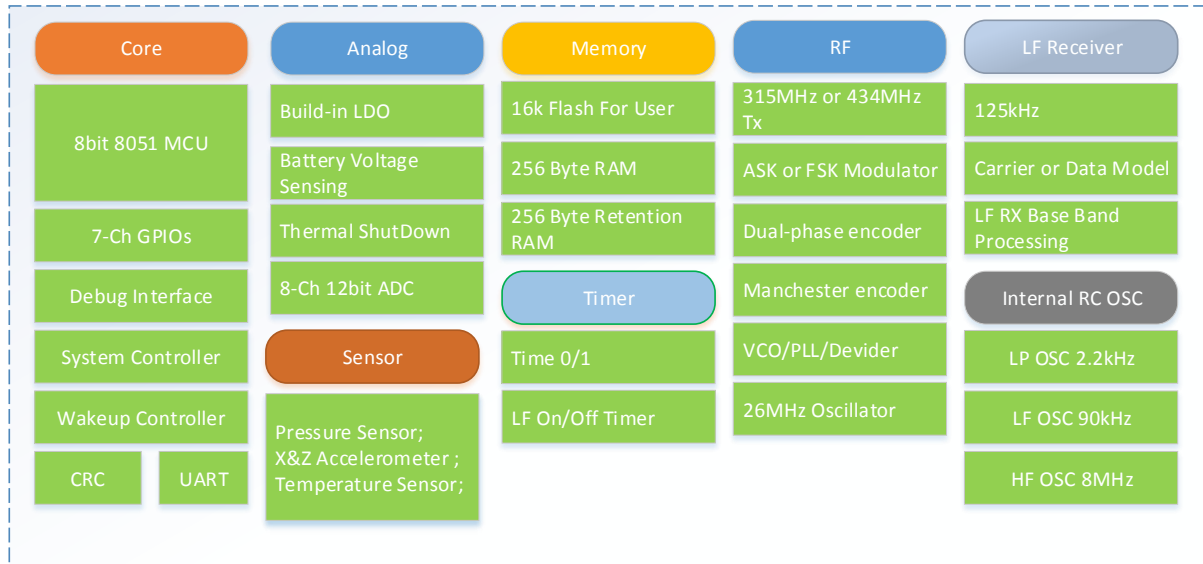 Core
8bit 8051 MCU
7-Ch GPIOs
Debug Interface
System Controller
Wakeup Controller
CRC
UART
Analog
Build-in LDO
Battery Voltage
Sensing
Thermal ShutDown
8-Ch 12bit ADC
Sensor
Pressure Sensor;
X&Z Accelerometer ;
Temperature Sensor;
Memory
16k Flash For User
256 Byte RAM
256 Byte Retention
RAM
Timer
Time 0/1
LF On/Off Timer
RF
315MHz or 434MHz
Tx
ASK or FSK Modulator
Dual-phase encoder
Manchester encoder
VCO/PLL/Devider
26MHz Oscillator
LF Receiver
125kHz
Carrier or Data Model
LF RX Base Band
Processing
Internal RC OSC
LP OSC 2.2kHz
LF OSC 90kHz
HF OSC 8MHz